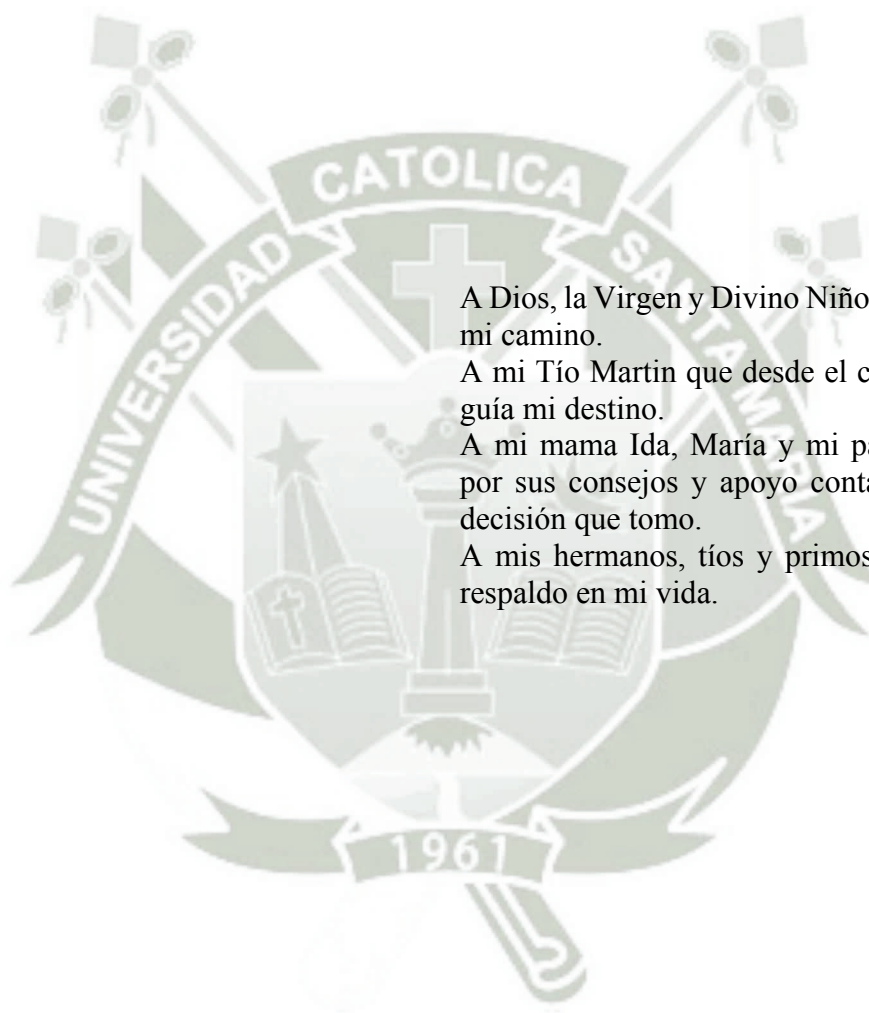 UNIVERSIDAD CATOLICA SANTA MARIA
A Dios, la Virgen y Divino Niño
mi camino.
A mi Tío Martin que desde el
guía mi destino.
A mi mama Ida, María y mi
por sus consejos y apoyo
decisión que tomo.
A mis hermanos, tíos y primos
respaldo en mi vida.
1961